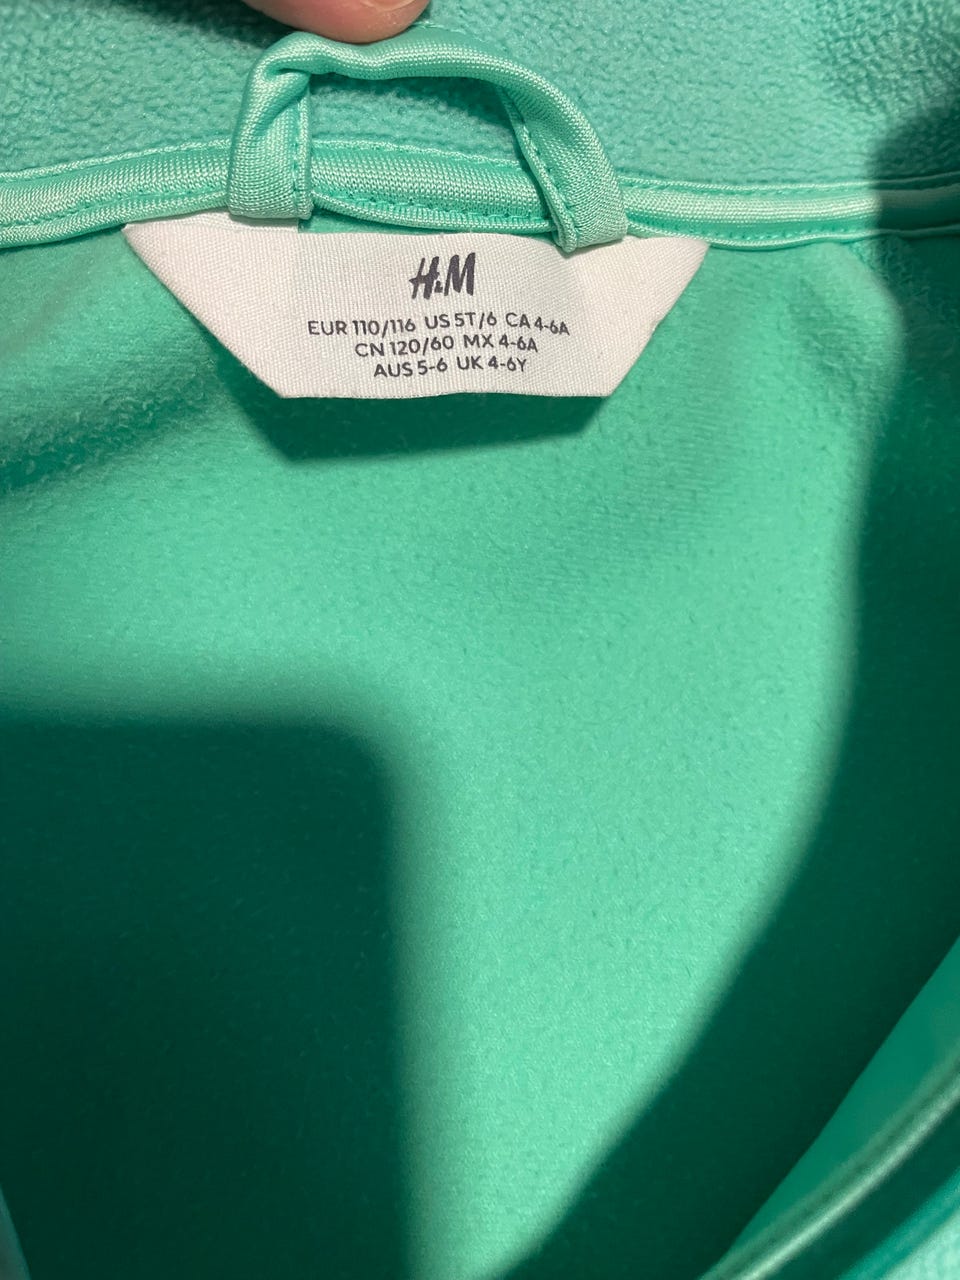 H&M
EUR 110/116 US 5T/6 CA 4-6A
CN 120/60 MX 4-6A
AUS 5-6 UK 4-6Y